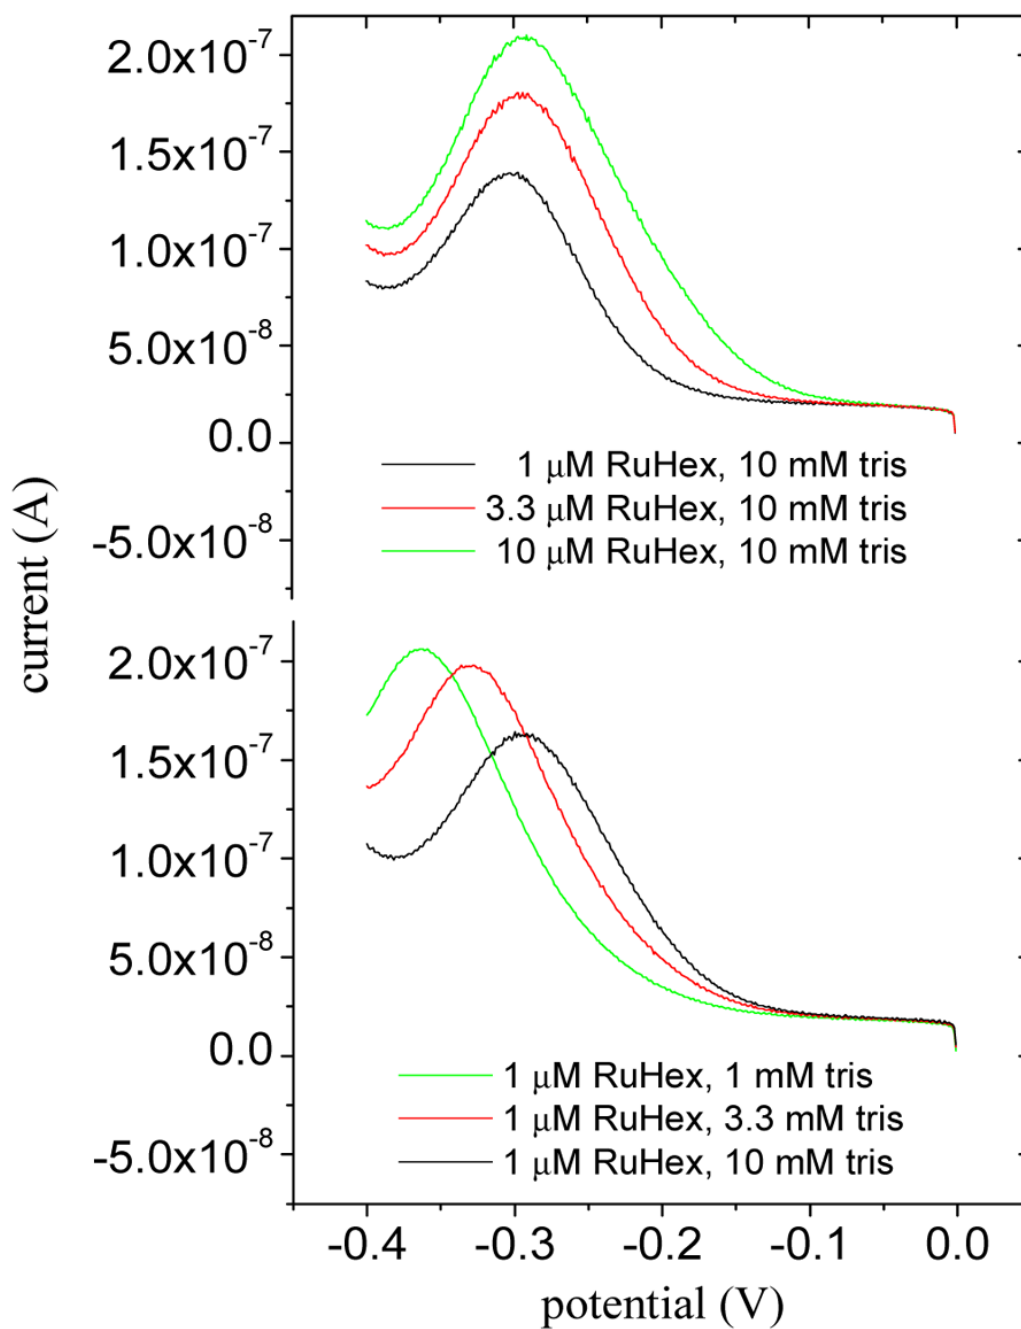 2.0x10⁻⁷
1.5x10⁻⁷
1.0x10⁻⁷
5.0x10⁻⁸
0.0
-5.0x10⁻⁸
1 μM RuHex, 10 mM tris
3.3 μM RuHex, 10 mM tris
10 μM RuHex, 10 mM tris
current (A)
2.0x10⁻⁷
1.5x10⁻⁷
1.0x10⁻⁷
5.0x10⁻⁸
0.0
-5.0x10⁻⁸
1 μM RuHex, 1 mM tris
1 μM RuHex, 3.3 mM tris
1 μM RuHex, 10 mM tris
-0.4 -0.3 -0.2 -0.1 0.0
potential (V)